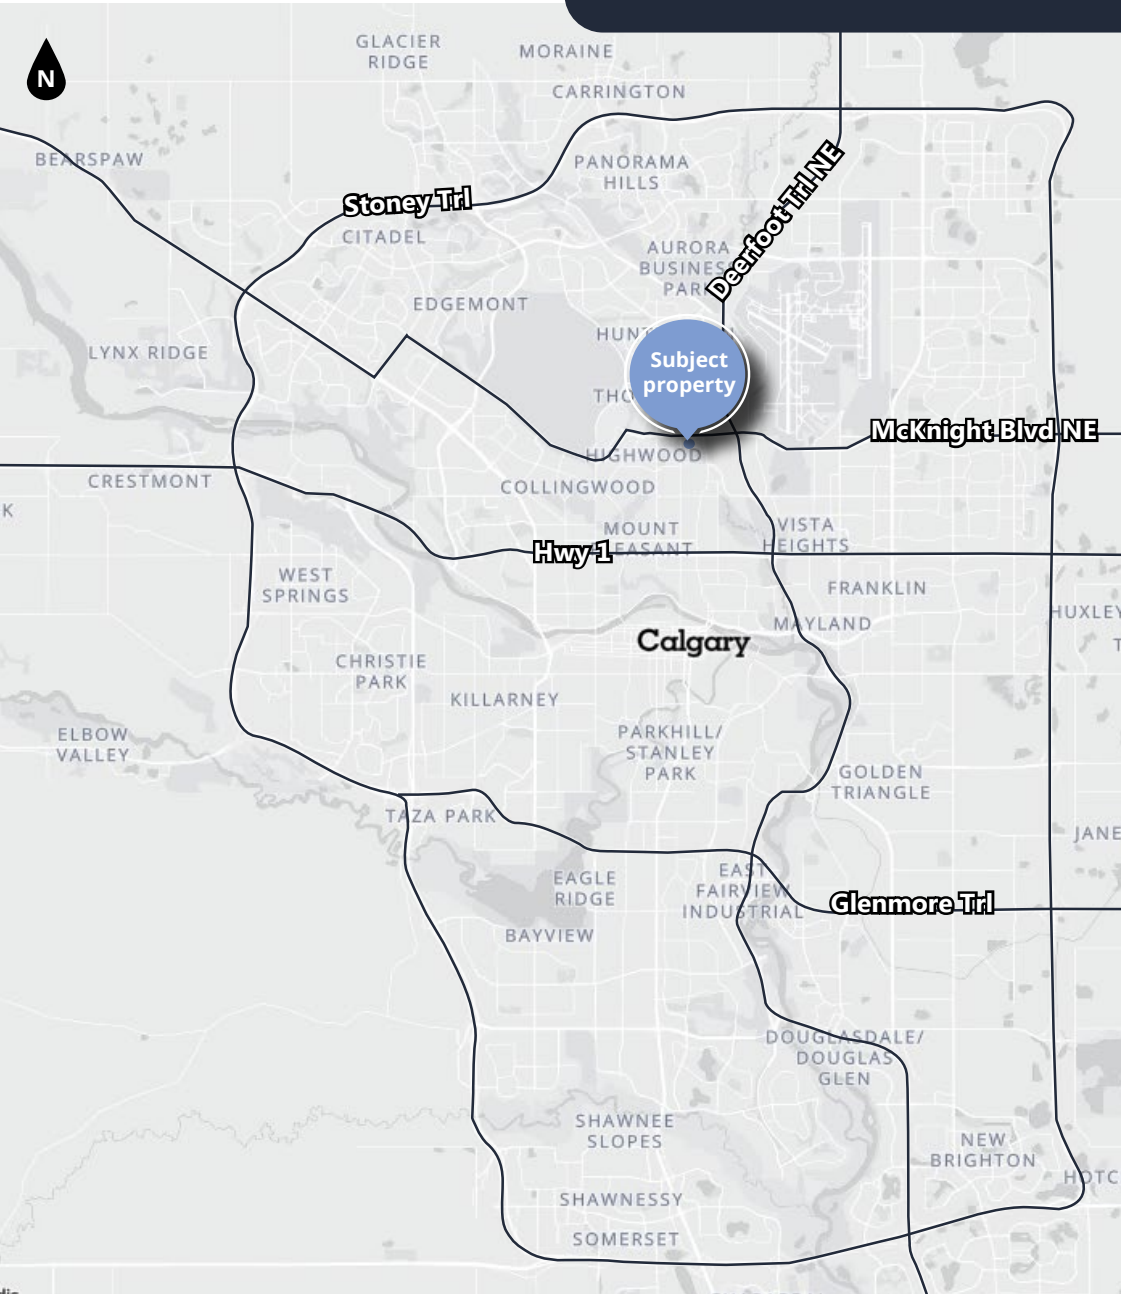 GLACIER
RIDGE
MORAINE
CARRINGTON
N
BEARSPAW
PANORAMA
HILLS
Stoney Trl
CITADEL
Deerfoot Trl NE
AURORA
BUSINESS
PARK
EDGEMONT
LYNX RIDGE
Subject
property
McKnight Blvd NE
HIGHWOOD
CRESTMONT
COLLINGWOOD
K
MOUNT
PLEASANT
VISTA
HEIGHTS
Hwy 1
WEST
SPRINGS
FRANKLIN
HUXLEY
MAYLAND
T
Calgary
CHRISTIE
PARK
KILLARNEY
ELBOW
VALLEY
PARKHILL/
STANLEY
PARK
GOLDEN
TRIANGLE
TAZA PARK
JANE
EAGLE
RIDGE
EAST
FAIRVIEW
INDUSTRIAL
Glenmore Trl
BAYVIEW
DOUGLASDALE/
DOUGLAS
GLEN
SHAWNEE
SLOPES
NEW
BRIGHTON
HOTC
SHAWNESSY
SOMERSET